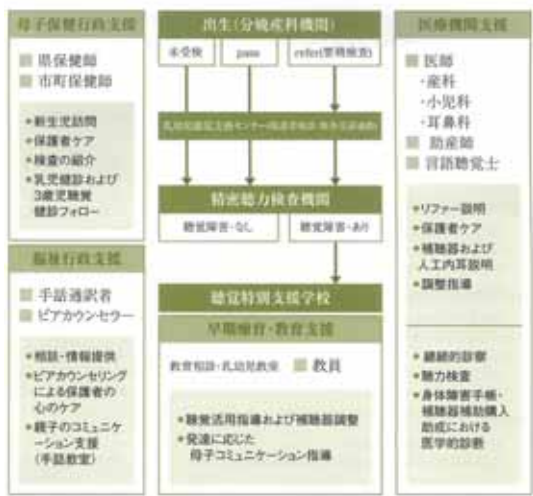 母子保健行政支援
県保健師
市町保健師
•新生児訪問
•保護者ケア
•検査の紹介
•乳児健診および
3歳児聴覚
健診フォロー
福祉行政支援
手話通訳者
ピアカウンセラー
•相談・情報提供
•ピアカウンセリング
による保護者の
心のケア
•親子のコミュニケ
ーション支援
(手話教室)
出生(分娩産科機関)
未受検
pass
refer(要精検査)
精密聴力検査機関
聴覚障害・なし
聴覚障害・あり
聴覚特別支援学校
早期療育・教育支援
教育相談・乳幼児教室
教員
•聴覚活用指導および補聴器調整
•発達に応じた
母子コミュニケーション指導
医療機関支援
医師
・産科
・小児科
・耳鼻科
助産師
言語聴覚士
•リファー説明
•保護者ケア
•補聴器および
人工内耳説明
•調整指導
•継続的診察
•聴力検査
•身体障害手帳・
補聴器補助購入
助成における
医学的診断